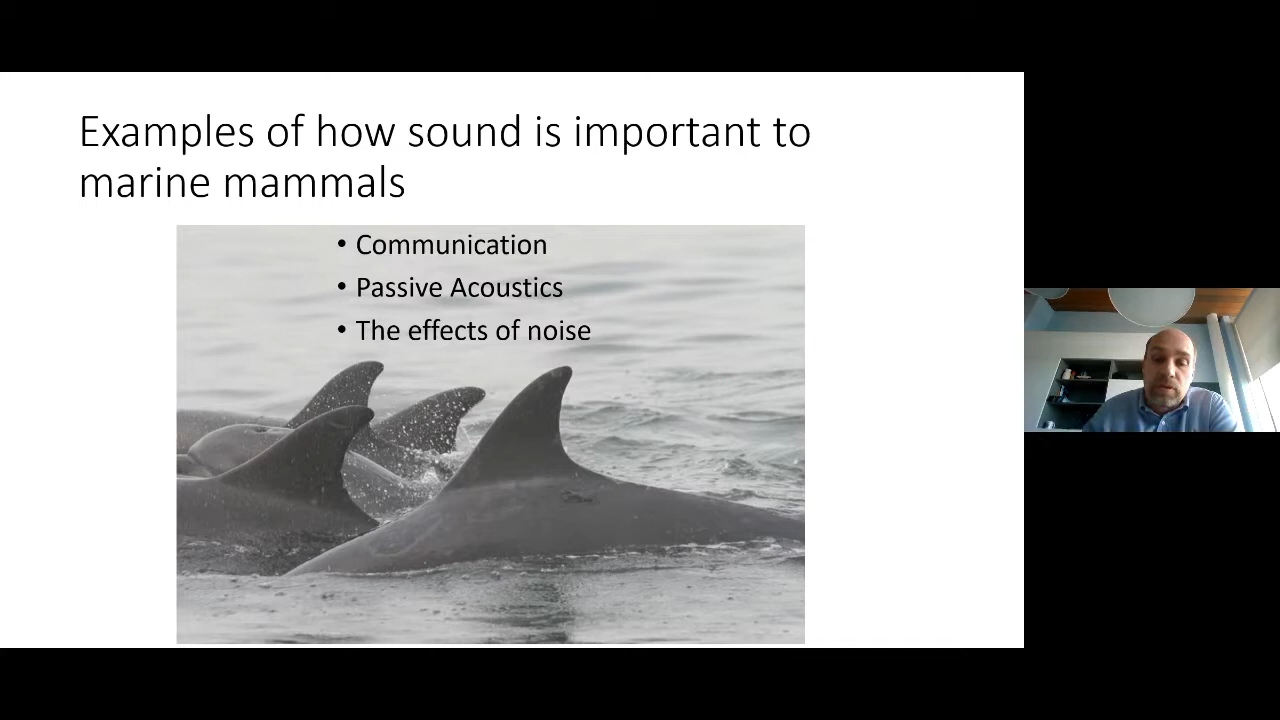 Examples of how sound is important to
marine mammals
• Communication
• Passive Acoustics
• The effects of noise